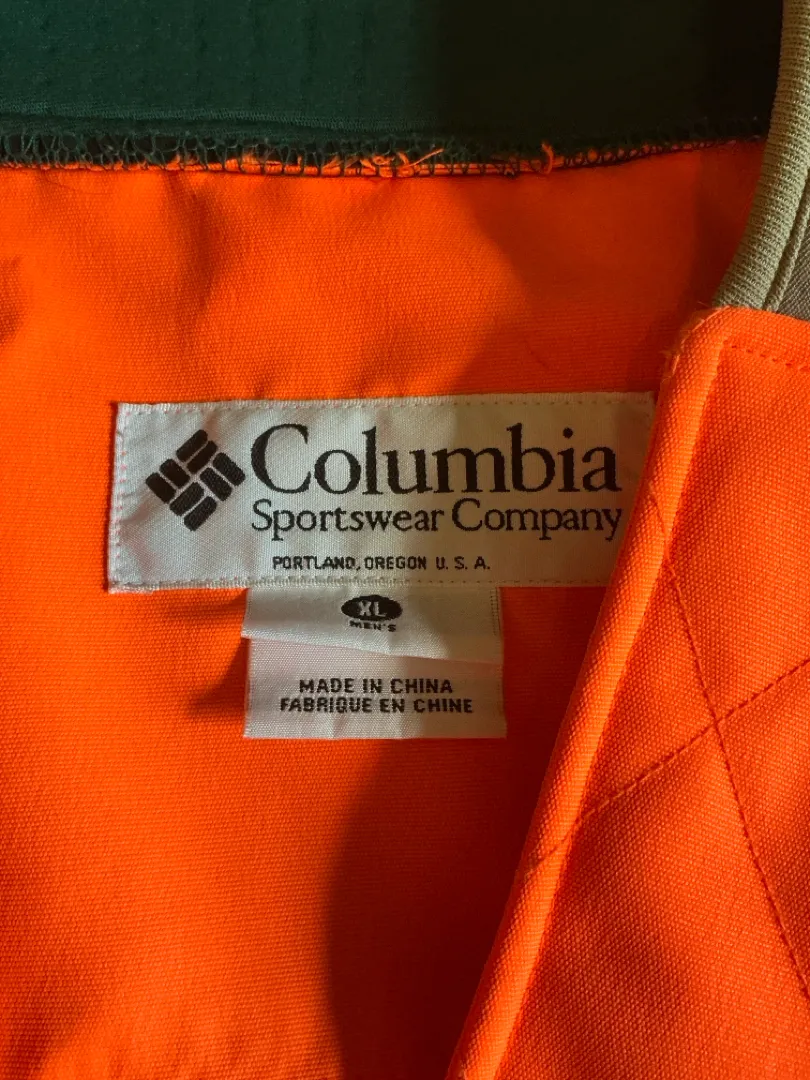 Columbia
Sportswear Company
PORTLAND, OREGON U. S. A.
XL
MEN'S
MADE IN CHINA
FABRIQUE EN CHINE